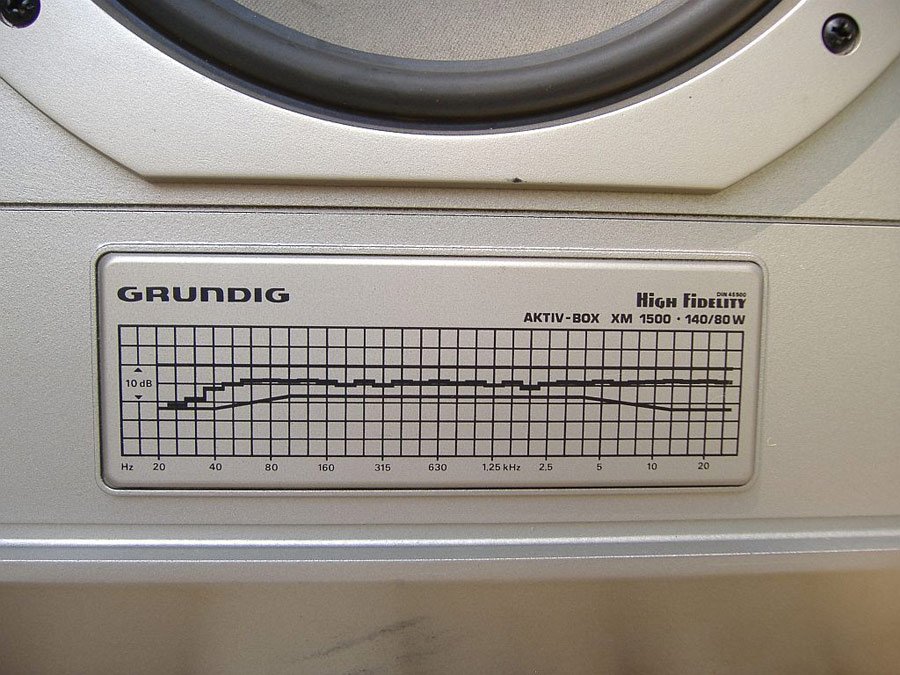 GRUNDIG
DIN 45500
High Fidelity
AKTIV-BOX XM 1500 · 140/80 W
10 dB
Hz 20 40 80 160 315 630 1.25 kHz 2.5 5 10 20